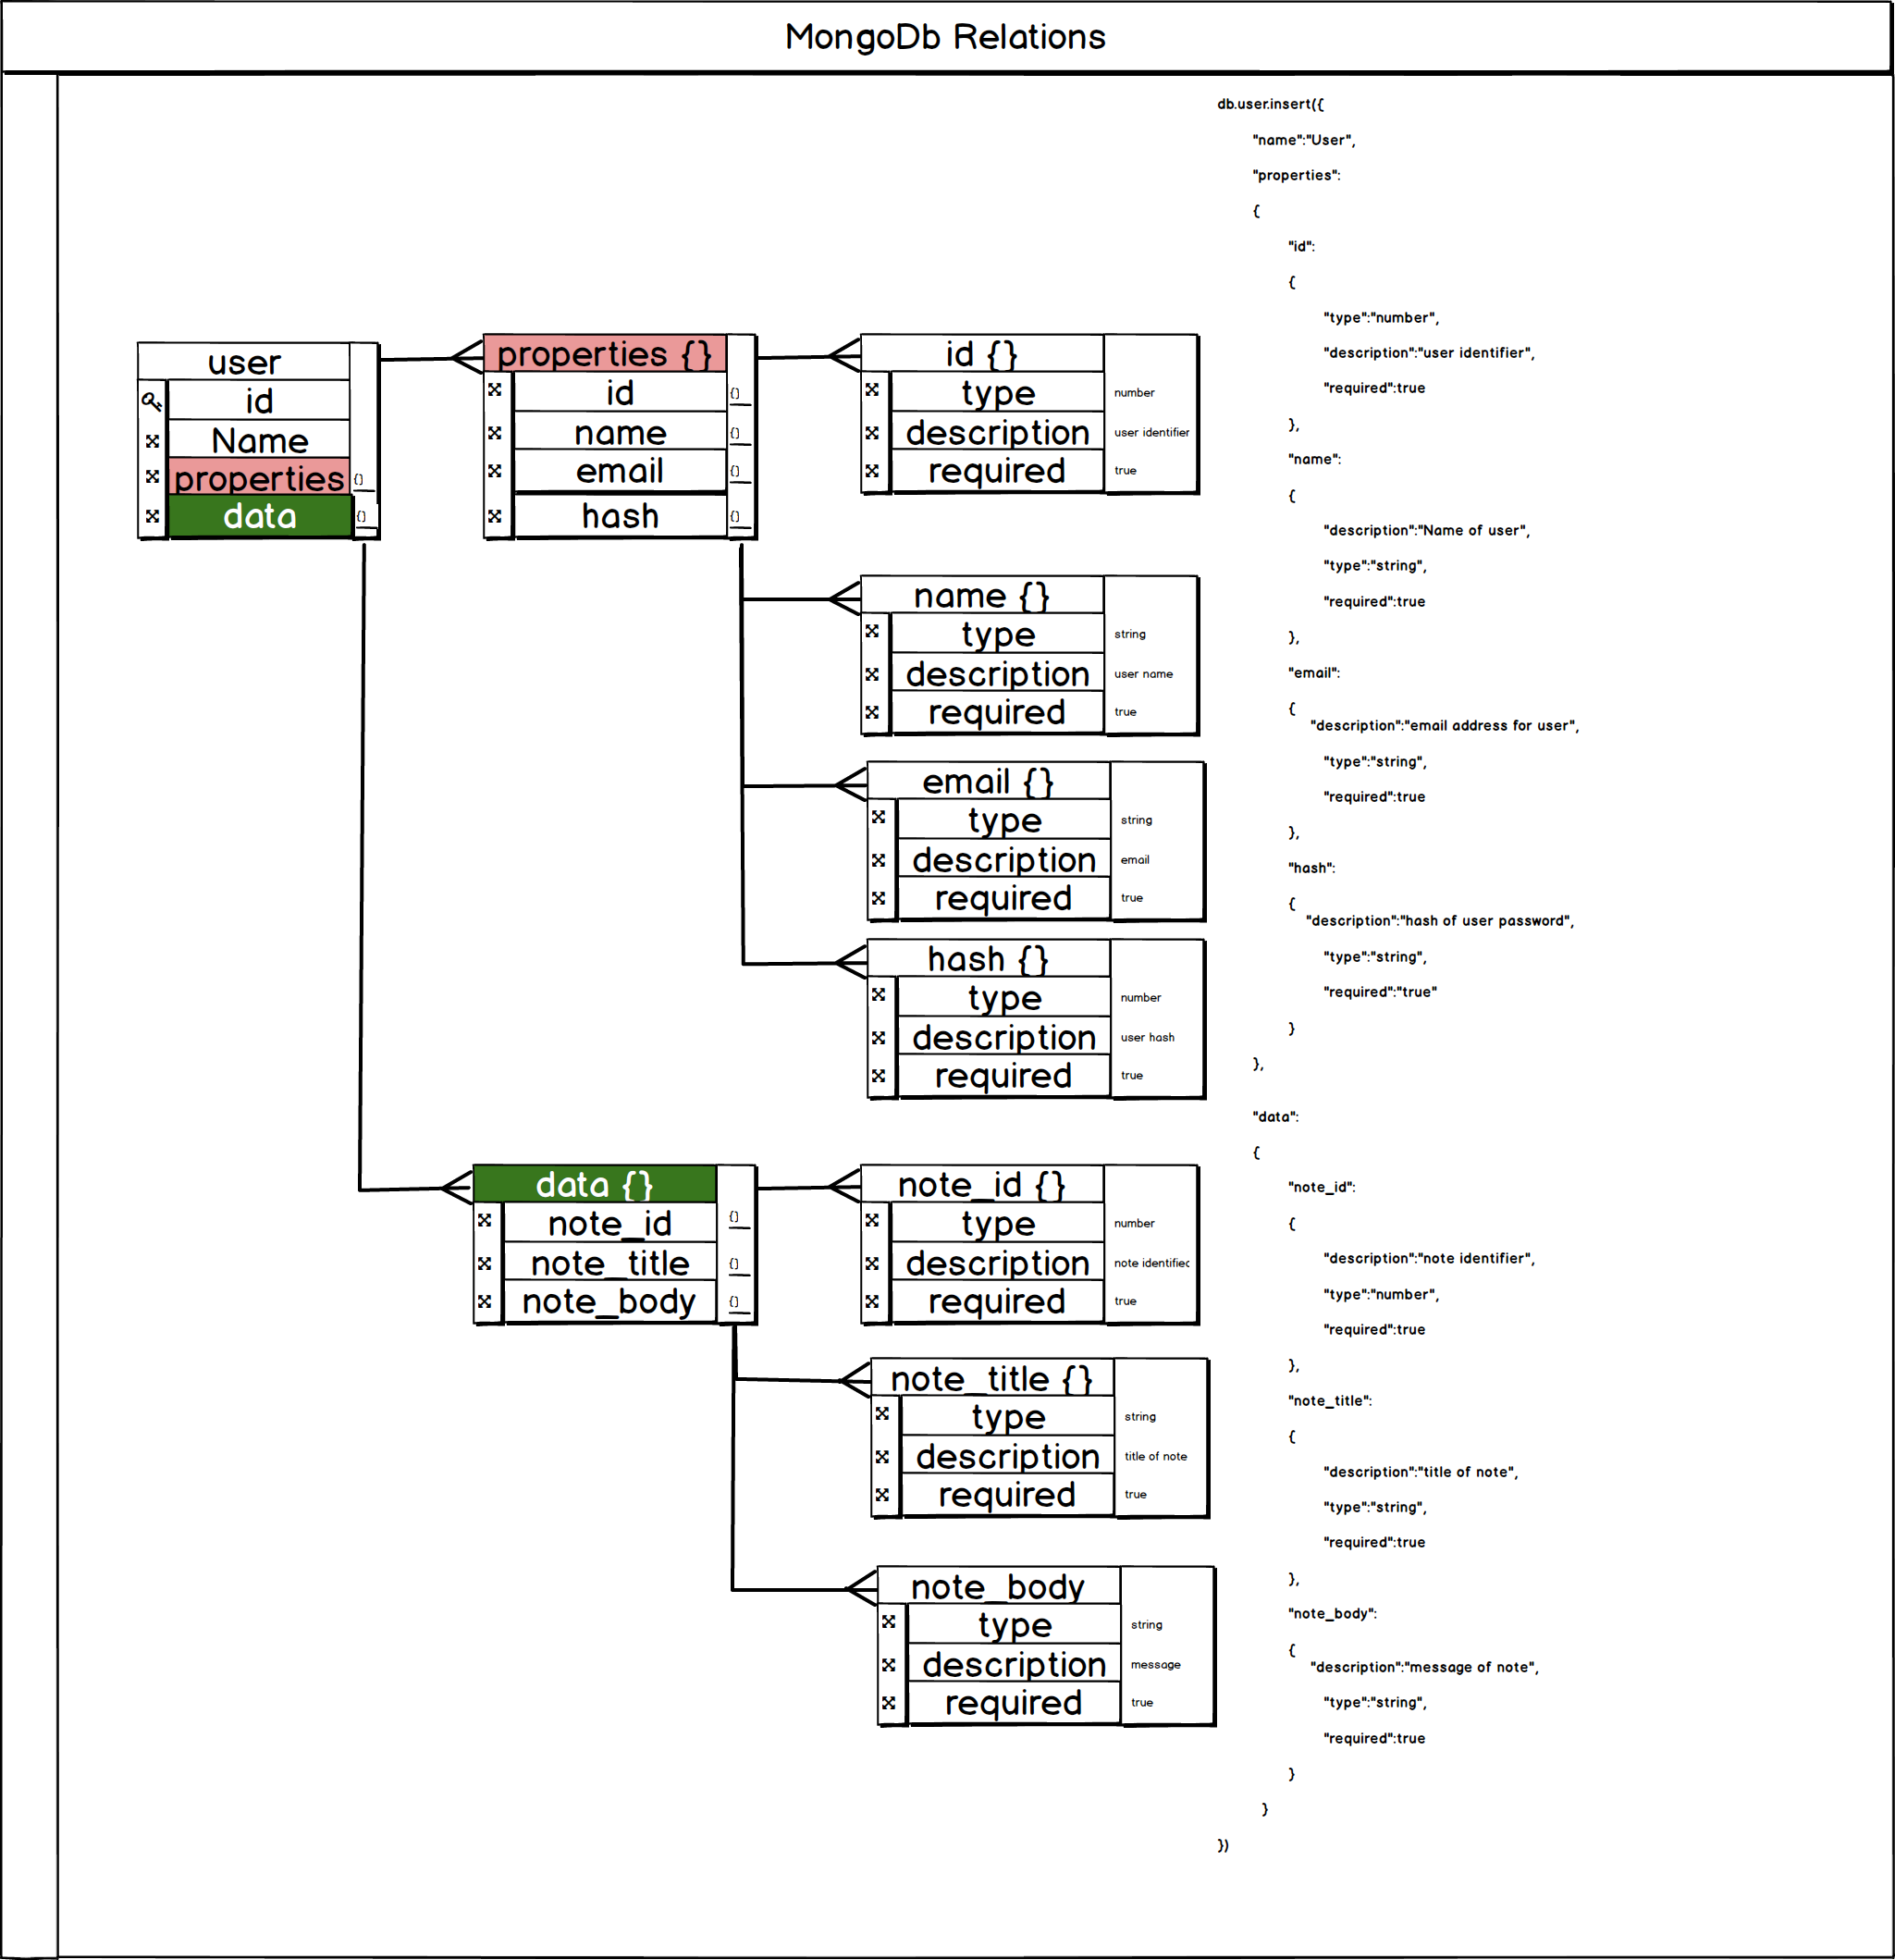 MongoDb Relations
user
id
Name
properties {}
data {}
properties {}
id {}
name {}
email {}
hash {}
id {}
type number
description user identifier
required true
name {}
type string
description user name
required true
email {}
type string
description email
required true
hash {}
type number
description user hash
required true
data {}
note_id {}
note_title {}
note_body {}
note_id {}
type number
description note identifiec
required true
note_title {}
type string
description title of note
required true
note_body
type string
description message
required true
db.user.insert({
"name":"User",
"properties":
{
"id":
{
"type":"number",
"description":"user identifier",
"required":true
},
"name":
{
"description":"Name of user",
"type":"string",
"required":true
},
"email":
{
"description":"email address for user",
"type":"string",
"required":true
},
"hash":
{
"description":"hash of user password",
"type":"string",
"required":"true"
}
},
"data":
{
"note_id":
{
"description":"note identifier",
"type":"number",
"required":true
},
"note_title":
{
"description":"title of note",
"type":"string",
"required":true
},
"note_body":
{
"description":"message of note",
"type":"string",
"required":true
}
}
})